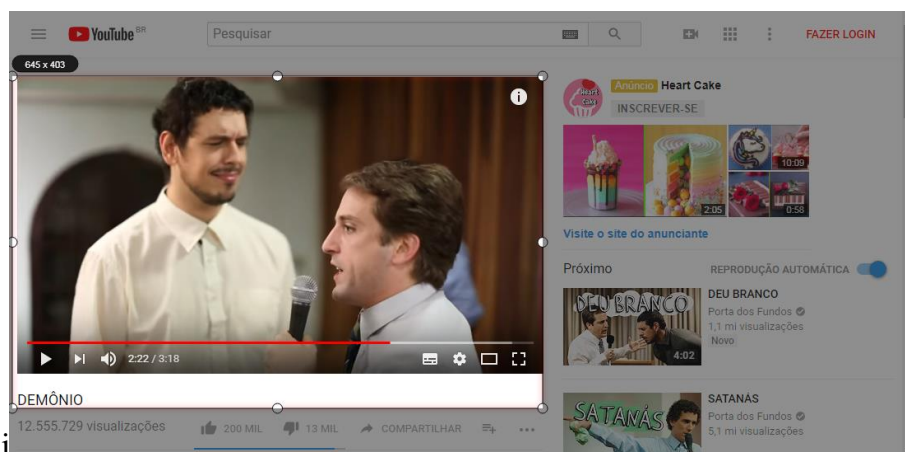 YouTube BR
Pesquisar
FAZER LOGIN
645 x 403
2:22 / 3:18
DEMÔNIO
12.555.729 visualizações
200 MIL
13 MIL
COMPARTILHAR
Anúncio Heart Cake
INSCREVER-SE
Heart Cake
2:05
10:09
0:58
Visite o site do anunciante
Próximo
REPRODUÇÃO AUTOMÁTICA
DEU BRANCO
4:02
DEU BRANCO
Porta dos Fundos
1,1 mi visualizações
Novo
SATANÁS
SATANÁS
Porta dos Fundos
5,1 mi visualizações
i